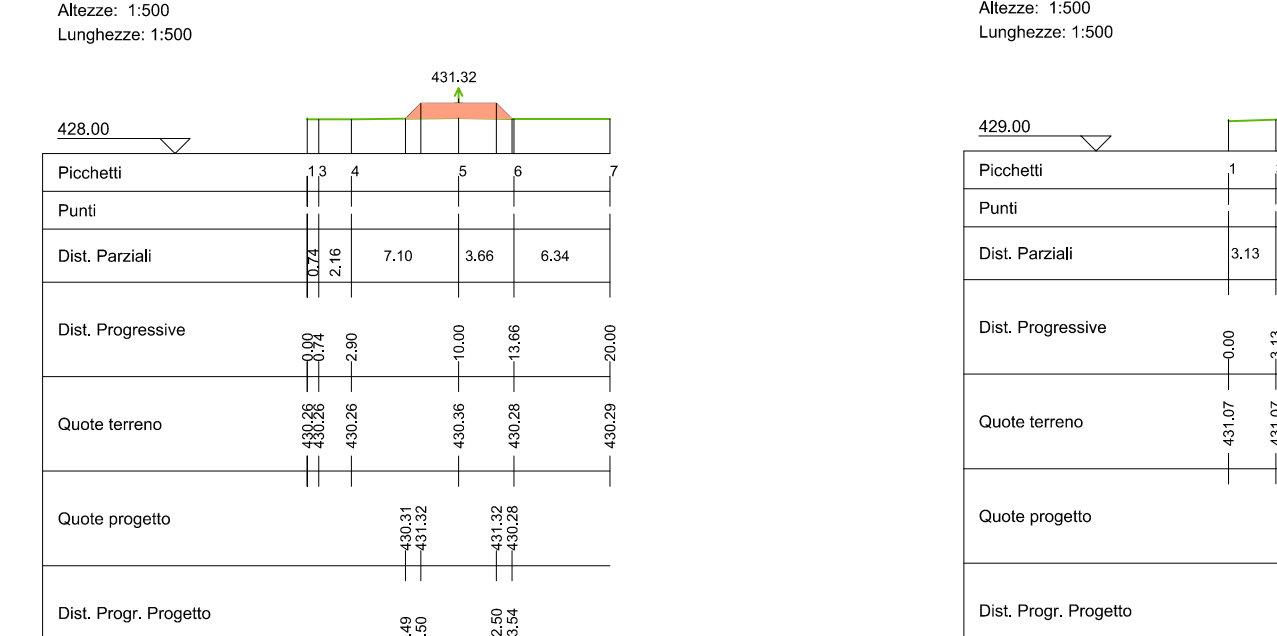 Altezze: 1:500
Lunghezze: 1:500
431.32
428.00
Picchetti 1 3 4 5 6 7
Punti
Dist. Parziali 0.74 2.16 7.10 3.66 6.34
Dist. Progressive 0.00 0.74 2.90 10.00 13.66 20.00
Quote terreno 430.26 430.26 430.26 430.36 430.28 430.29
Quote progetto 430.31 431.32 431.32 430.28
Dist. Progr. Progetto
Altezze: 1:500
Lunghezze: 1:500
429.00
Picchetti 1
Punti
Dist. Parziali 3.13
Dist. Progressive 0.00 3.13
Quote terreno 431.07 431.07
Quote progetto
Dist. Progr. Progetto